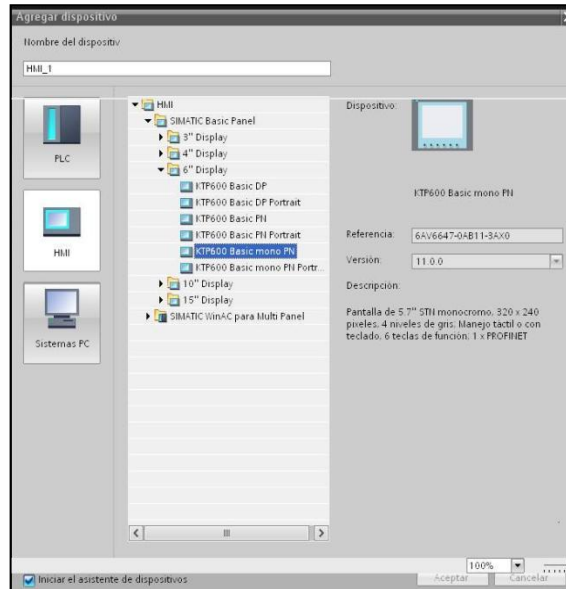 Agregar dispositivo
Nombre del dispositiv
HMI_1
PLC
HMI
Sistemas PC
HMI
SIMATIC Basic Panel
3" Display
4" Display
6" Display
KTP600 Basic DP
KTP600 Basic DP Portrait
KTP600 Basic PN
KTP600 Basic PN Portrait
KTP600 Basic mono PN
KTP600 Basic mono PN Portr...
10" Display
15" Display
SIMATIC WinAC para Multi Panel
Dispositivo:
KTP600 Basic mono PN
Referencia:
6AV6647-0AB11-3AX0
Versión:
11.0.0
Descripción:
Pantalla de 5.7" STN monocromo, 320 x 240
píxeles, 4 niveles de gris; Manejo táctil o con
teclado, 6 teclas de función; 1 x PROFINET
100%
Iniciar el asistente de dispositivos
Aceptar
Cancelar